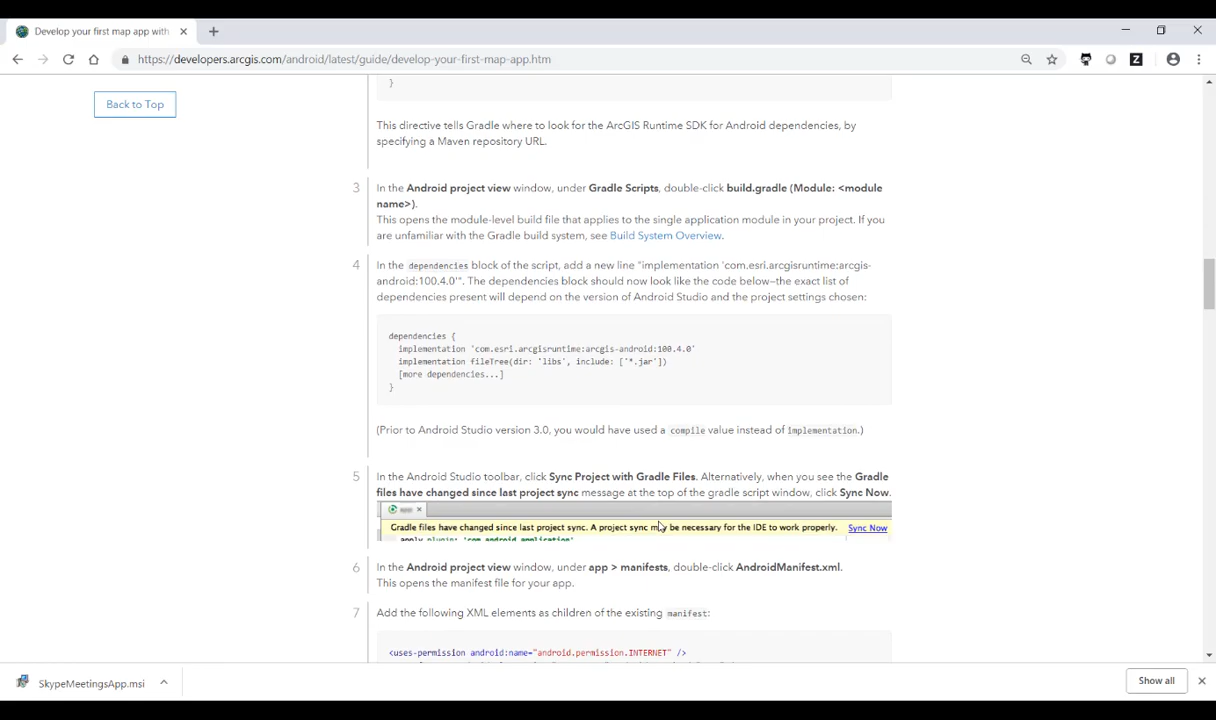 Develop your first map app with
https://developers.arcgis.com/android/latest/guide/develop-your-first-map-app.htm
Z
Back to Top
}
This directive tells Gradle where to look for the ArcGIS Runtime SDK for Android dependencies, by
specifying a Maven repository URL.
3 In the Android project view window, under Gradle Scripts, double-click build.gradle (Module: <module
name>).
This opens the module-level build file that applies to the single application module in your project. If you
are unfamiliar with the Gradle build system, see Build System Overview.
4 In the dependencies block of the script, add a new line "implementation 'com.esri.arcgisruntime:arcgis-
android:100.4.0'". The dependencies block should now look like the code below—the exact list of
dependencies present will depend on the version of Android Studio and the project settings chosen:
dependencies {
implementation 'com.esri.arcgisruntime:arcgis-android:100.4.0'
implementation fileTree(dir: 'libs', include: ['*.jar'])
[more dependencies...]
}
(Prior to Android Studio version 3.0, you would have used a compile value instead of implementation.)
5 In the Android Studio toolbar, click Sync Project with Gradle Files. Alternatively, when you see the Gradle
files have changed since last project sync message at the top of the gradle script window, click Sync Now.
Gradle files have changed since last project sync. A project sync may be necessary for the IDE to work properly. Sync Now
apply plugin: 'com.android.application'
6 In the Android project view window, under app > manifests, double-click AndroidManifest.xml.
This opens the manifest file for your app.
7 Add the following XML elements as children of the existing manifest:
<uses-permission android:name="android.permission.INTERNET" />
SkypeMeetingsApp.msi
Show all